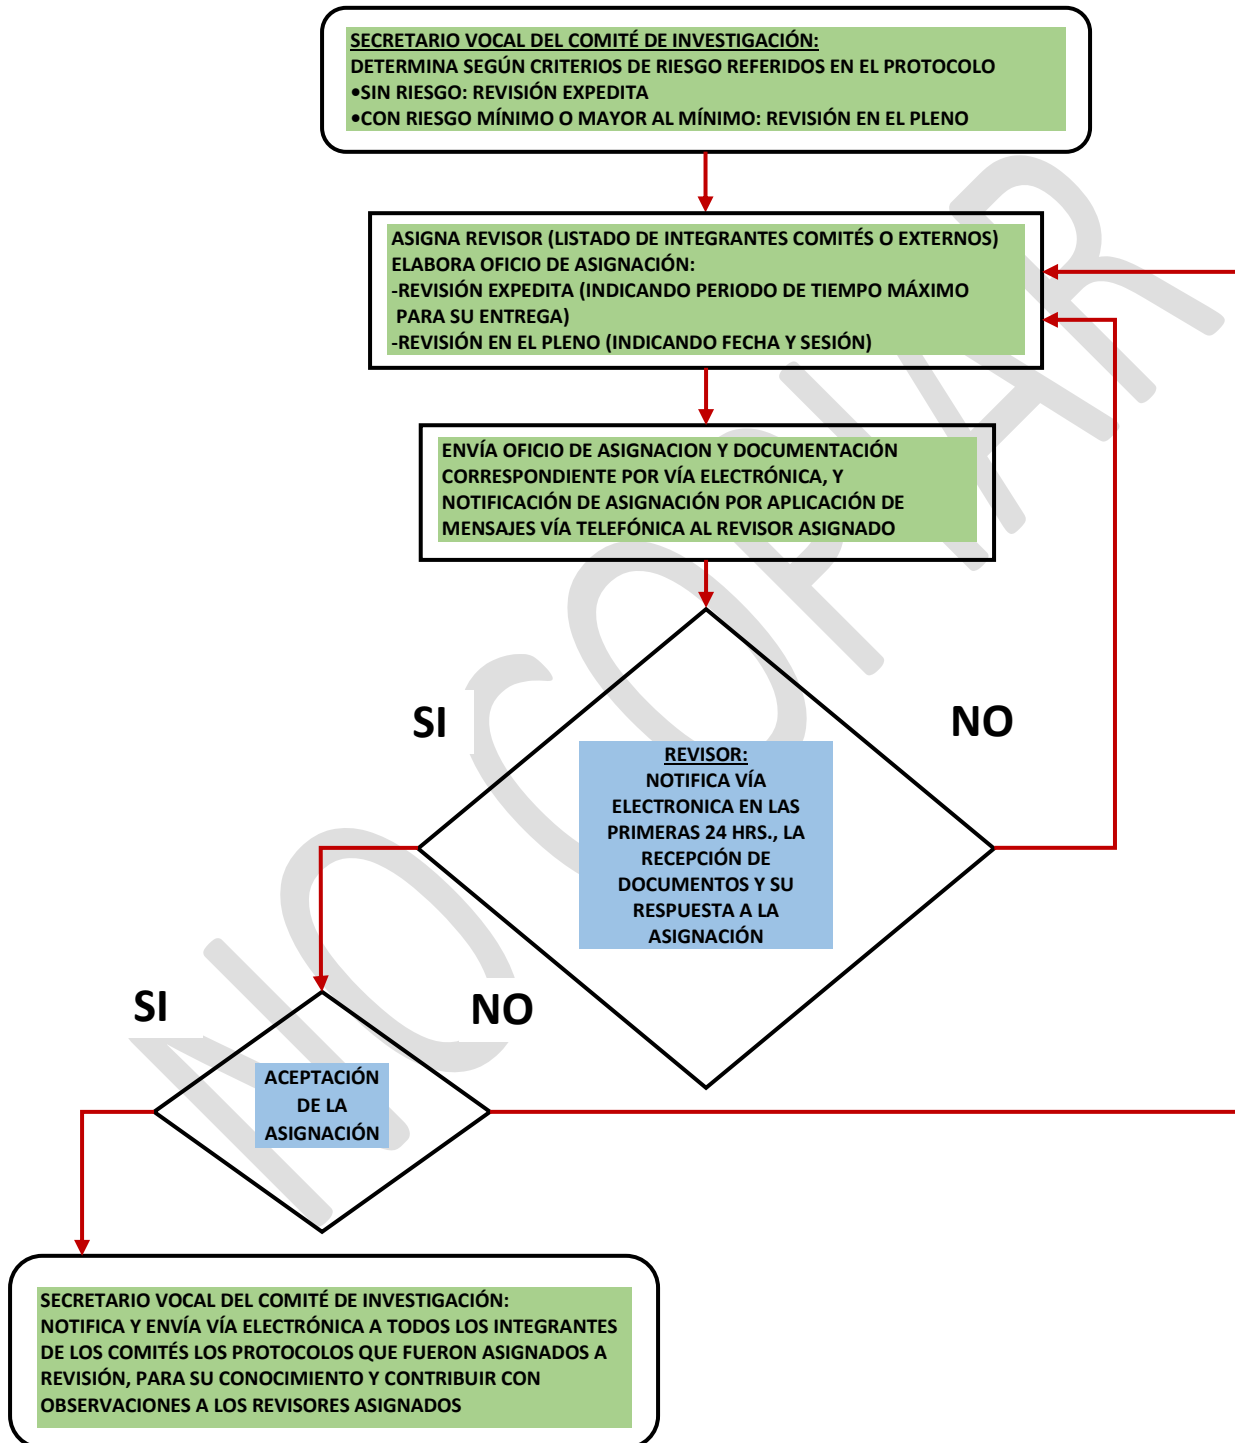 SECRETARIO VOCAL DEL COMITÉ DE INVESTIGACIÓN:
DETERMINA SEGÚN CRITERIOS DE RIESGO REFERIDOS EN EL PROTOCOLO
•SIN RIESGO: REVISIÓN EXPEDITA
•CON RIESGO MÍNIMO O MAYOR AL MÍNIMO: REVISIÓN EN EL PLENO
ASIGNA REVISOR (LISTADO DE INTEGRANTES COMITÉS O EXTERNOS)
ELABORA OFICIO DE ASIGNACIÓN:
-REVISIÓN EXPEDITA (INDICANDO PERIODO DE TIEMPO MÁXIMO
PARA SU ENTREGA)
-REVISIÓN EN EL PLENO (INDICANDO FECHA Y SESIÓN)
ENVÍA OFICIO DE ASIGNACION Y DOCUMENTACIÓN
CORRESPONDIENTE POR VÍA ELECTRÓNICA, Y
NOTIFICACIÓN DE ASIGNACIÓN POR APLICACIÓN DE
MENSAJES VÍA TELEFÓNICA AL REVISOR ASIGNADO
SI
NO
REVISOR:
NOTIFICA VÍA
ELECTRONICA EN LAS
PRIMERAS 24 HRS., LA
RECEPCIÓN DE
DOCUMENTOS Y SU
RESPUESTA A LA
ASIGNACIÓN
SI
NO
ACEPTACIÓN
DE LA
ASIGNACIÓN
SECRETARIO VOCAL DEL COMITÉ DE INVESTIGACIÓN:
NOTIFICA Y ENVÍA VÍA ELECTRÓNICA A TODOS LOS INTEGRANTES
DE LOS COMITÉS LOS PROTOCOLOS QUE FUERON ASIGNADOS A
REVISIÓN, PARA SU CONOCIMIENTO Y CONTRIBUIR CON
OBSERVACIONES A LOS REVISORES ASIGNADOS
NO COPIAR